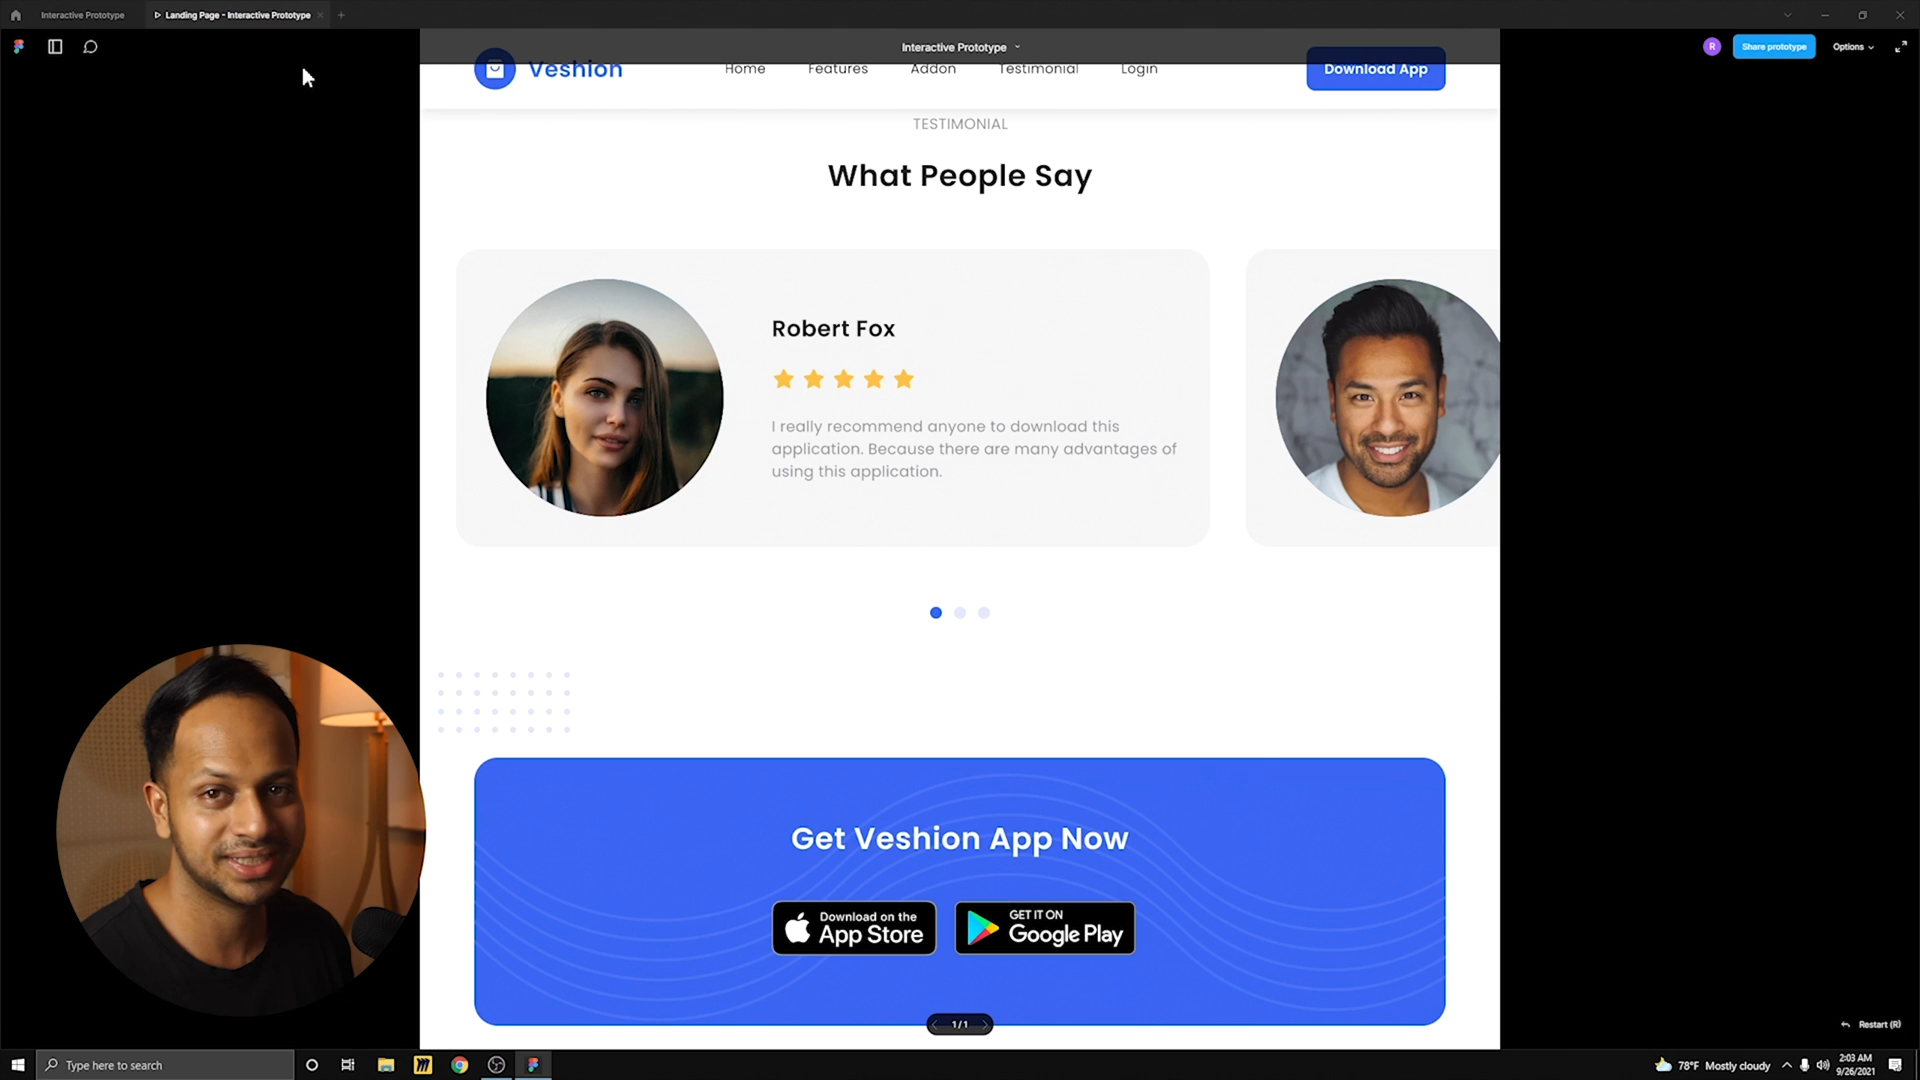 Interactive Prototype
Landing Page - Interactive Prototype
Interactive Prototype
R
Share prototype
Options
Veshion
Home
Features
Addon
Testimonial
Login
Download App
TESTIMONIAL
What People Say
Robert Fox
I really recommend anyone to download this
application. Because there are many advantages of
using this application.
Get Veshion App Now
Download on the
App Store
GET IT ON
Google Play
1/1
Restart (R)
Type here to search
78°F Mostly cloudy
2:03 AM
9/26/2021